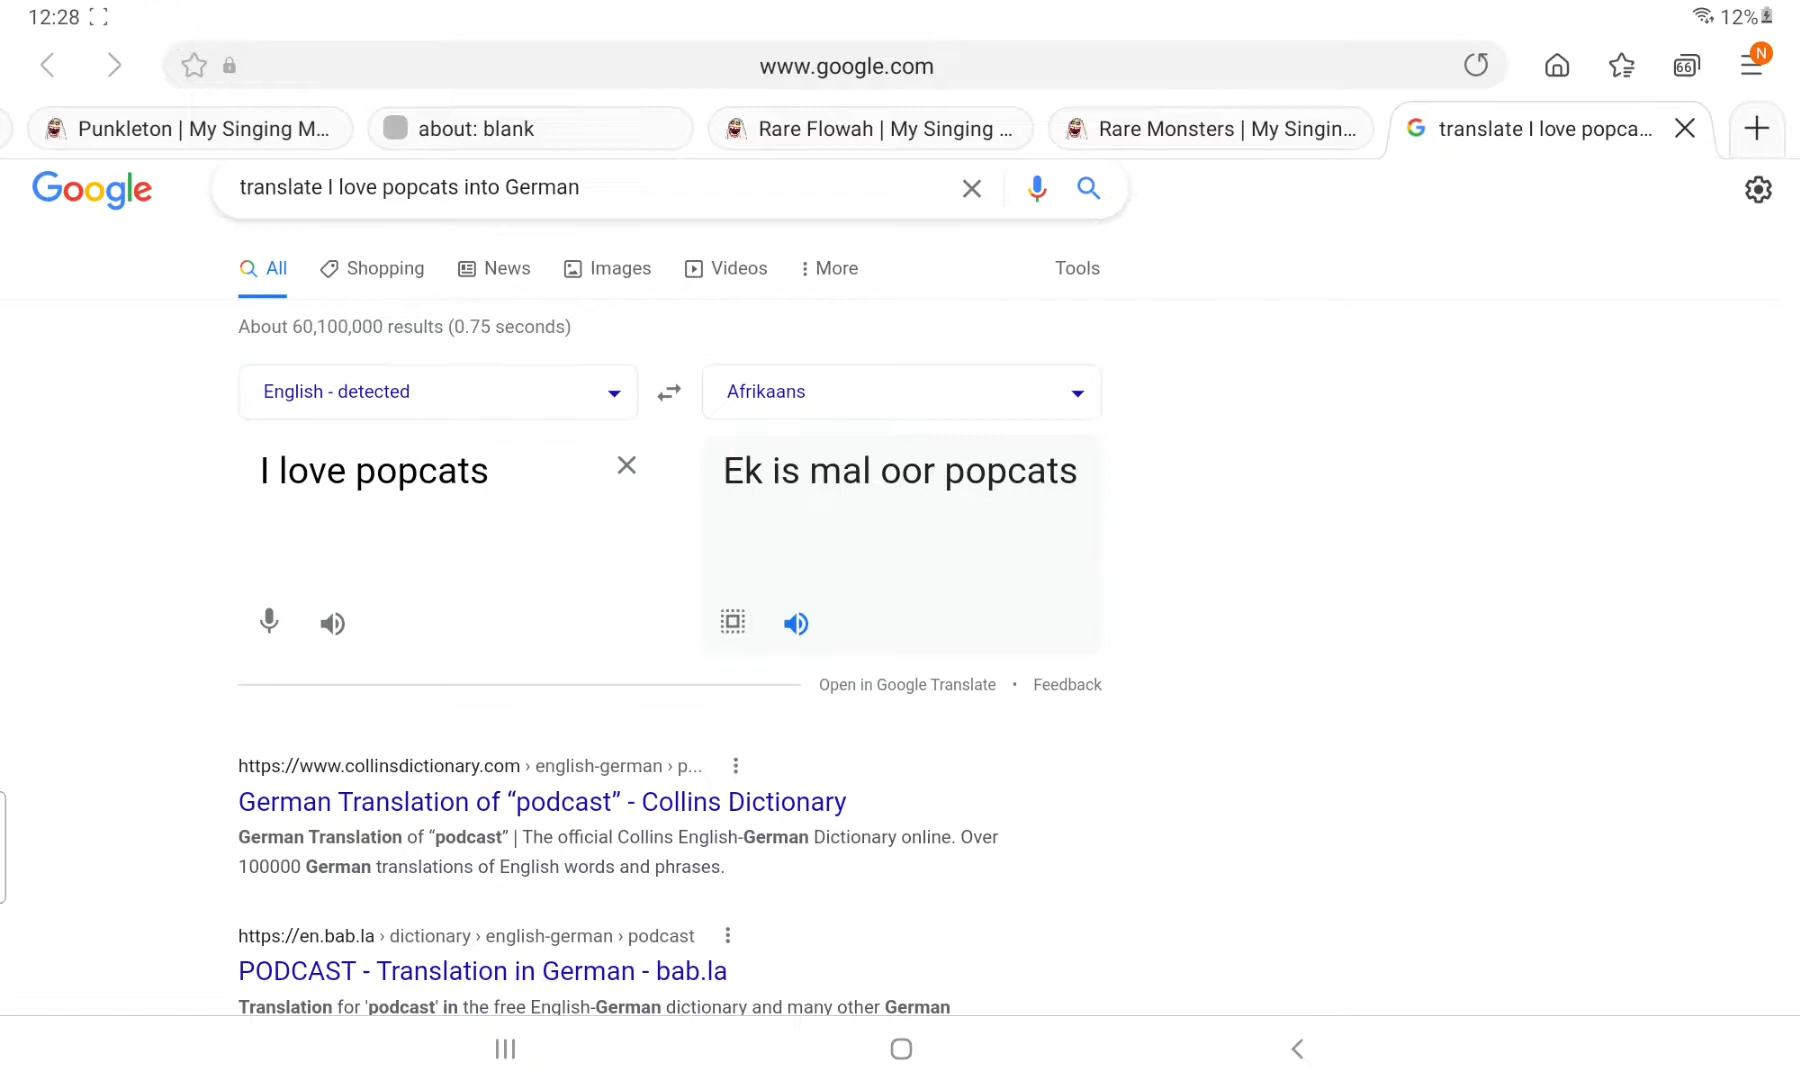 12:28
12%
www.google.com
66
N
Punkleton | My Singing M...
about: blank
Rare Flowah | My Singing ...
Rare Monsters | My Singin...
translate I love popca...
Google
translate I love popcats into German
All
Shopping
News
Images
Videos
More
Tools
About 60,100,000 results (0.75 seconds)
English - detected
Afrikaans
I love popcats
Ek is mal oor popcats
Open in Google Translate • Feedback
https://www.collinsdictionary.com › english-german › p...
German Translation of “podcast” - Collins Dictionary
German Translation of “podcast” | The official Collins English-German Dictionary online. Over
100000 German translations of English words and phrases.
https://en.bab.la › dictionary › english-german › podcast
PODCAST - Translation in German - bab.la
Translation for 'podcast' in the free English-German dictionary and many other German